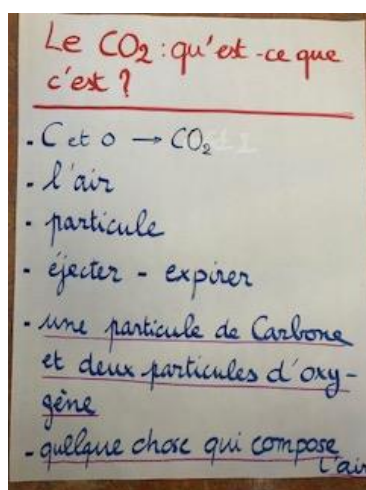 Le CO₂ : qu'est-ce que
c'est ?
- C et O → CO₂
- l'air
- particule
- éjecter - expirer
- une particule de Carbone
et deux particules d'oxy-
gène
- quelque chose qui compose
l'air